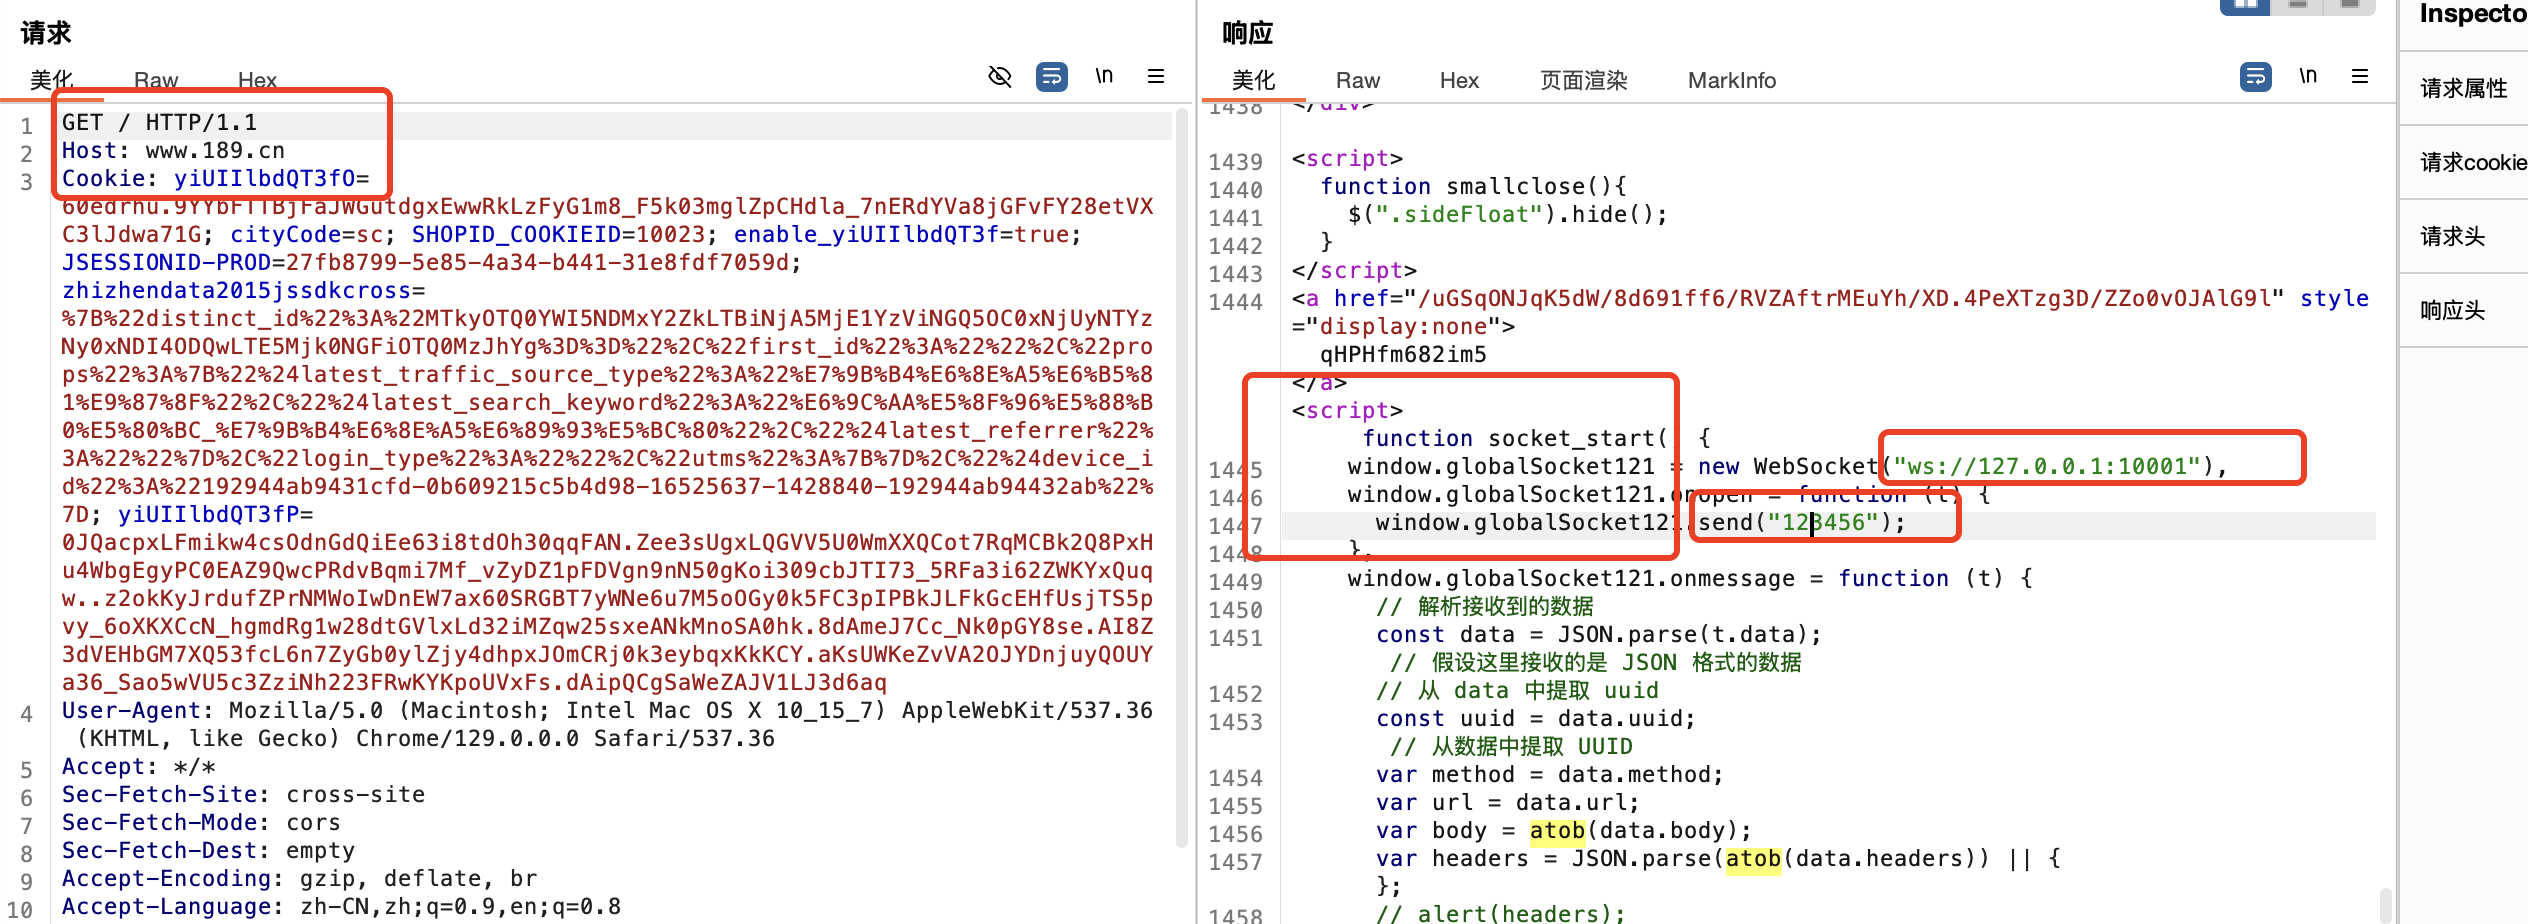 请求
美化 Raw Hex \n
1 GET / HTTP/1.1
2 Host: www.189.cn
3 Cookie: yiUIIlbdQT3fO=
60edrhu.9YYbFTTBjFaJWGutdgxEwwRkLzFyG1m8_F5k03mglZpCHdla_7nERdYVa8jGFvFY28etVX
C3lJdwa71G; cityCode=sc; SHOPID_COOKIEID=10023; enable_yiUIIlbdQT3f=true;
JSESSIONID-PROD=27fb8799-5e85-4a34-b441-31e8fdf7059d;
zhizhendata2015jssdkcross=
%7B%22distinct_id%22%3A%22MTkyOTQ0YWI5NDMxY2ZkLTBiNjA5MjE1YzViNGQ5OC0xNjUyNTYz
Ny0xNDI4ODQwLTE5Mjk0NGFiOTQ0MzJhYg%3D%3D%22%2C%22first_id%22%3A%22%22%2C%22pro
ps%22%3A%7B%22%24latest_traffic_source_type%22%3A%22%E7%9B%B4%E6%8E%A5%E6%B5%8
1%E9%87%8F%22%2C%22%24latest_search_keyword%22%3A%22%E6%9C%AA%E5%8F%96%E5%88%B
0%E5%80%BC_%E7%9B%B4%E6%8E%A5%E6%89%93%E5%BC%80%22%2C%22%24latest_referrer%22%
3A%22%22%7D%2C%22login_type%22%3A%22%22%2C%22utms%22%3A%7B%7D%2C%22%24device_i
d%22%3A%22192944ab9431cfd-0b609215c5b4d98-16525637-1428840-192944ab94432ab%22%
7D; yiUIIlbdQT3fP=
0JQacpxLFmikw4csOdnGdQiEe63i8tdOh30qqFAN.Zee3sUgxLQGVV5U0WmXXQCot7RqMCBk2Q8PxH
u4WbgEgyPC0EAZ9QwcPRdvBqmi7Mf_vZyDZ1pFDVgn9nN50gKoi309cbJTI73_5RFa3i62ZWKYxQuq
w..z2okKyJrdufZPrNMWoIwDnEW7ax60SRGBT7yWNe6u7M5oOGy0k5FC3pIPBkJLFkGcEHfUsjTS5p
vy_6oXKXCcN_hgmdRg1w28dtGVlxLd32iMZqw25sxeANkMnoSA0hk.8dAmeJ7Cc_Nk0pGY8se.AI8Z
3dVEHbGM7XQ53fcL6n7ZyGb0ylZjy4dhpxJOmCRj0k3eybqxKkKCY.aKsUWKeZvVA2OJYDnjuyQOUY
a36_Sao5wVU5c3ZziNh223FRwKYKpoUVxFs.dAipQCgSaWeZAJV1LJ3d6aq
4 User-Agent: Mozilla/5.0 (Macintosh; Intel Mac OS X 10_15_7) AppleWebKit/537.36
(KHTML, like Gecko) Chrome/129.0.0.0 Safari/537.36
5 Accept: */*
6 Sec-Fetch-Site: cross-site
7 Sec-Fetch-Mode: cors
8 Sec-Fetch-Dest: empty
9 Accept-Encoding: gzip, deflate, br
10 Accept-Language: zh-CN,zh;q=0.9,en;q=0.8
响应
美化 Raw Hex 页面渲染 MarkInfo \n
1438 </div>
1439 <script>
1440 function smallclose(){
1441 $(".sideFloat").hide();
1442 }
1443 </script>
1444 <a href="/uGSqONJqK5dW/8d691ff6/RVZAftrMEuYh/XD.4PeXTzg3D/ZZo0vOJAlG9l" style
="display:none">
qHPHfm682im5
</a>
<script>
function socket_start() {
1445 window.globalSocket121 = new WebSocket("ws://127.0.0.1:10001"),
1446 window.globalSocket121.onopen = function (t) {
1447 window.globalSocket121.send("123456");
1448 },
1449 window.globalSocket121.onmessage = function (t) {
1450 // 解析接收到的数据
1451 const data = JSON.parse(t.data);
// 假设这里接收的是 JSON 格式的数据
1452 // 从 data 中提取 uuid
1453 const uuid = data.uuid;
// 从数据中提取 UUID
1454 var method = data.method;
1455 var url = data.url;
1456 var body = atob(data.body);
1457 var headers = JSON.parse(atob(data.headers)) || {
};
1458 // alert(headers);
Inspecto
请求属性
请求cookie
请求头
响应头